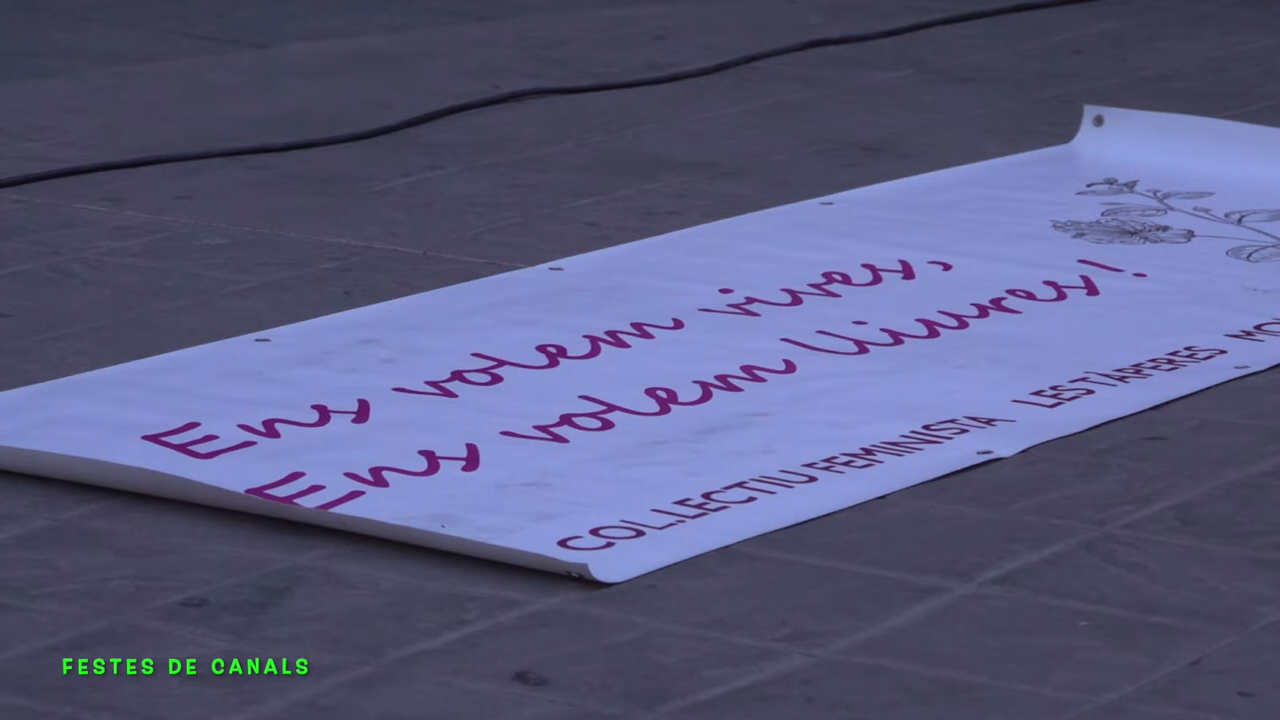 Ens volem vives,
Ens volem lliures!
COL.LECTIU FEMINISTA LES TÀPERES
FESTES DE CANALS